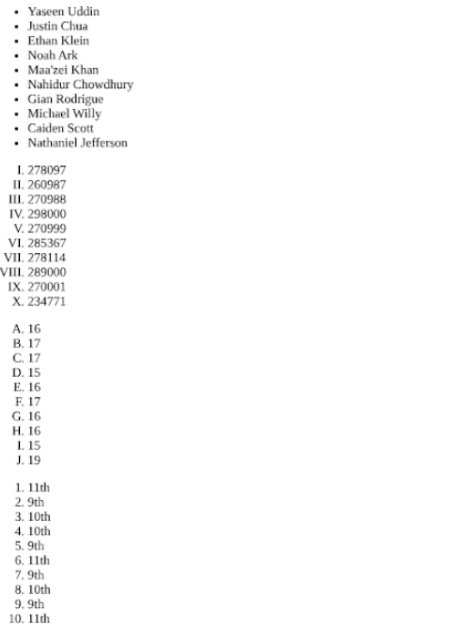 • Yaseen Uddin
• Justin Chua
• Ethan Klein
• Noah Ark
• Maa'zei Khan
• Nahidur Chowdhury
• Gian Rodrigue
• Michael Willy
• Caiden Scott
• Nathaniel Jefferson
I. 278097
II. 260987
III. 270988
IV. 298000
V. 270999
VI. 285367
VII. 278114
VIII. 289000
IX. 270001
X. 234771
A. 16
B. 17
C. 17
D. 15
E. 16
F. 17
G. 16
H. 16
I. 15
J. 19
1. 11th
2. 9th
3. 10th
4. 10th
5. 9th
6. 11th
7. 9th
8. 10th
9. 9th
10. 11th